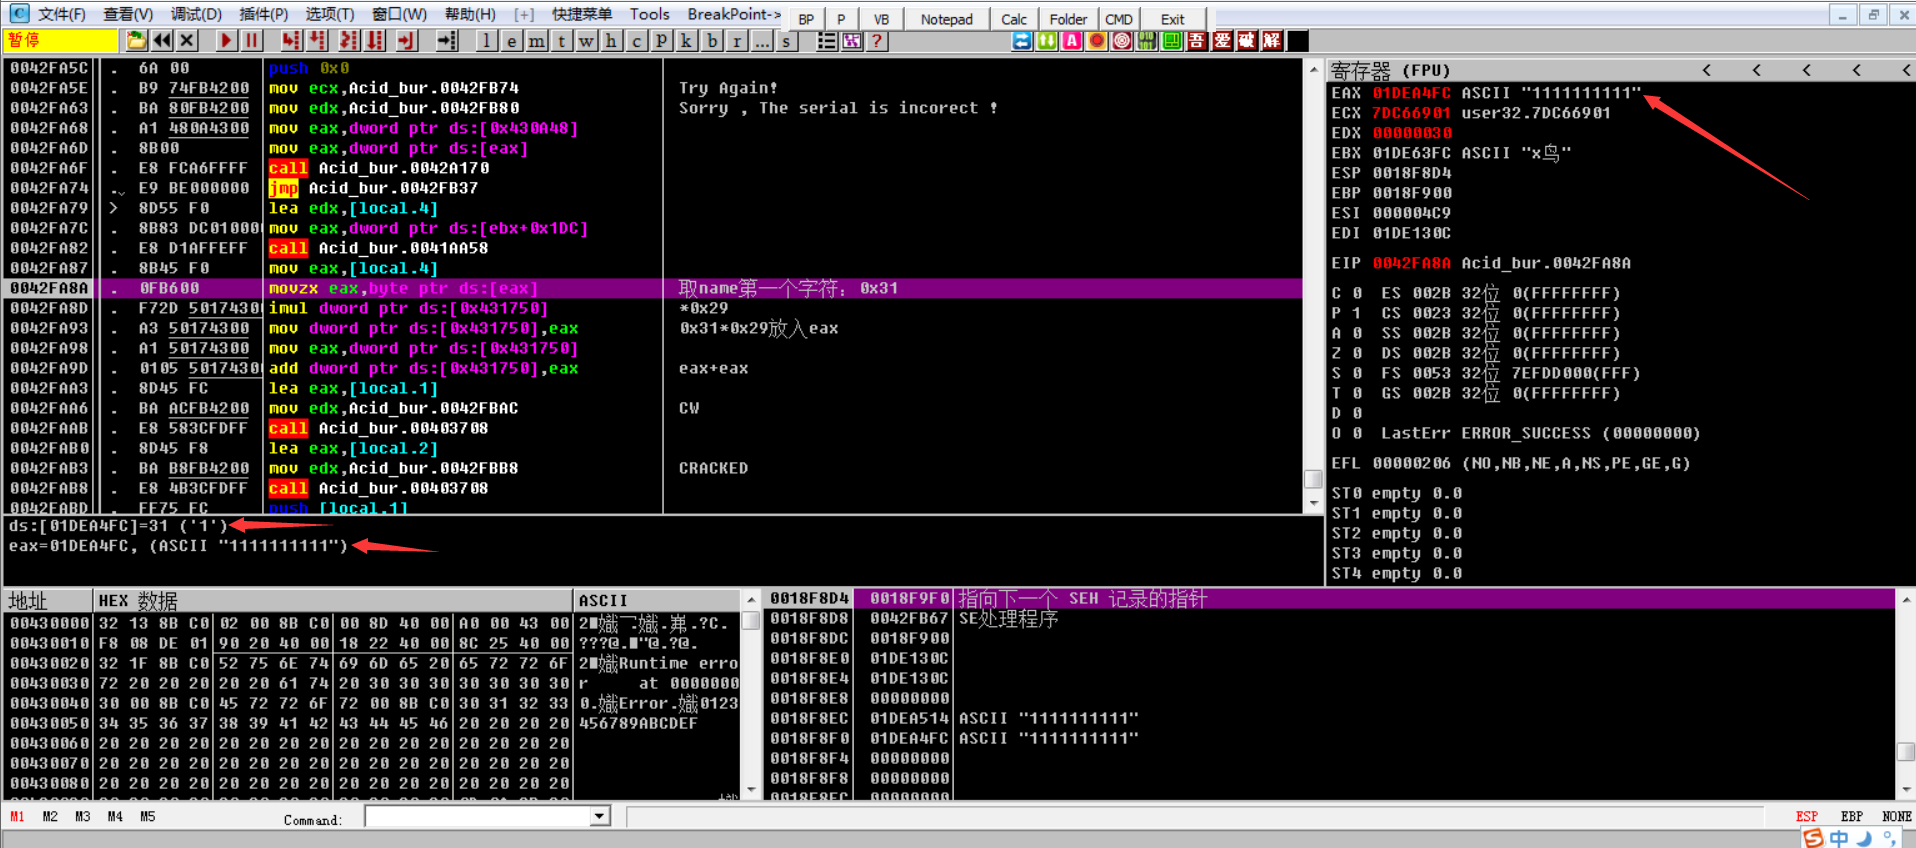 文件(F) 查看(V) 调试(D) 插件(P) 选项(T) 窗口(W) 帮助(H) [+] 快捷菜单 Tools BreakPoint-> BP P VB Notepad Calc Folder CMD Exit
暂停 l e m t w h c p k b r ... s ? 吾 爱 破 解
0042FA5C . 6A 00 push 0x0
0042FA5E . B9 74FB4200 mov ecx,Acid_bur.0042FB74 Try Again!
0042FA63 . BA 80FB4200 mov edx,Acid_bur.0042FB80 Sorry , The serial is incorect !
0042FA68 . A1 480A4300 mov eax,dword ptr ds:[0x430A48]
0042FA6D . 8B00 mov eax,dword ptr ds:[eax]
0042FA6F . E8 FCA6FFFF call Acid_bur.0042A170
0042FA74 . E9 BE000000 jmp Acid_bur.0042FB37
0042FA79 > 8D55 F0 lea edx,[local.4]
0042FA7C . 8B83 DC01000 mov eax,dword ptr ds:[ebx+0x1DC]
0042FA82 . E8 D1AFFEFF call Acid_bur.0041AA58
0042FA87 . 8B45 F0 mov eax,[local.4]
0042FA8A . 0FB600 movzx eax,byte ptr ds:[eax] 取name第一个字符：0x31
0042FA8D . F72D 5017430 imul dword ptr ds:[0x431750] *0x29
0042FA93 . A3 50174300 mov dword ptr ds:[0x431750],eax 0x31*0x29放入eax
0042FA98 . A1 50174300 mov eax,dword ptr ds:[0x431750]
0042FA9D . 0105 5017430 add dword ptr ds:[0x431750],eax eax+eax
0042FAA3 . 8D45 FC lea eax,[local.1]
0042FAA6 . BA ACFB4200 mov edx,Acid_bur.0042FBAC CW
0042FAAB . E8 583CFDFF call Acid_bur.00403708
0042FAB0 . 8D45 F8 lea eax,[local.2]
0042FAB3 . BA B8FB4200 mov edx,Acid_bur.0042FBB8 CRACKED
0042FAB8 . E8 4B3CFDFF call Acid_bur.00403708
0042FABD . FF75 FC push [local.1]
ds:[01DEA4FC]=31 ('1')
eax=01DEA4FC, (ASCII "1111111111")
寄存器 (FPU) < < < < <
EAX 01DEA4FC ASCII "1111111111"
ECX 7DC66901 user32.7DC66901
EDX 00000030
EBX 01DE63FC ASCII "x鸟"
ESP 0018F8D4
EBP 0018F900
ESI 000004C9
EDI 01DE130C
EIP 0042FA8A Acid_bur.0042FA8A
C 0 ES 002B 32位 0(FFFFFFFF)
P 1 CS 0023 32位 0(FFFFFFFF)
A 0 SS 002B 32位 0(FFFFFFFF)
Z 0 DS 002B 32位 0(FFFFFFFF)
S 0 FS 0053 32位 7EFDD000(FFF)
T 0 GS 002B 32位 0(FFFFFFFF)
D 0
O 0 LastErr ERROR_SUCCESS (00000000)
EFL 00000206 (NO,NB,NE,A,NS,PE,GE,G)
ST0 empty 0.0
ST1 empty 0.0
ST2 empty 0.0
ST3 empty 0.0
ST4 empty 0.0
地址 HEX 数据 ASCII
00430000 32 13 8B C0 02 00 8B C0 00 8D 40 00 A0 00 43 00
00430010 F8 08 DE 01 90 20 40 00 18 22 40 00 8C 25 40 00
00430020 32 1F 8B C0 52 75 6E 74 69 6D 65 20 65 72 72 6F Runtime erro
00430030 72 20 20 20 20 20 61 74 20 30 30 30 30 30 30 30 r at 0000000
00430040 30 00 8B C0 45 72 72 6F 72 00 8B C0 30 31 32 33 Error. 0123
00430050 34 35 36 37 38 39 41 42 43 44 45 46 20 20 20 20 456789ABCDEF
00430060 20 20 20 20 20 20 20 20 20 20 20 20 20 20 20 20
00430070 20 20 20 20 20 20 20 20 20 20 20 20 20 20 20 20
00430080 20 20 20 20 20 20 20 20 20 20 20 20 20 20 20 20
0018F8D4 0018F9F0 指向下一个 SEH 记录的指针
0018F8D8 0042FB67 SE处理程序
0018F8DC 0018F900
0018F8E0 01DE130C
0018F8E4 01DE130C
0018F8E8 00000000
0018F8EC 01DEA514 ASCII "1111111111"
0018F8F0 01DEA4FC ASCII "1111111111"
0018F8F4 00000000
0018F8F8 00000000
0018F8FC 00000000
M1 M2 M3 M4 M5 Command: ESP EBP NONE
中